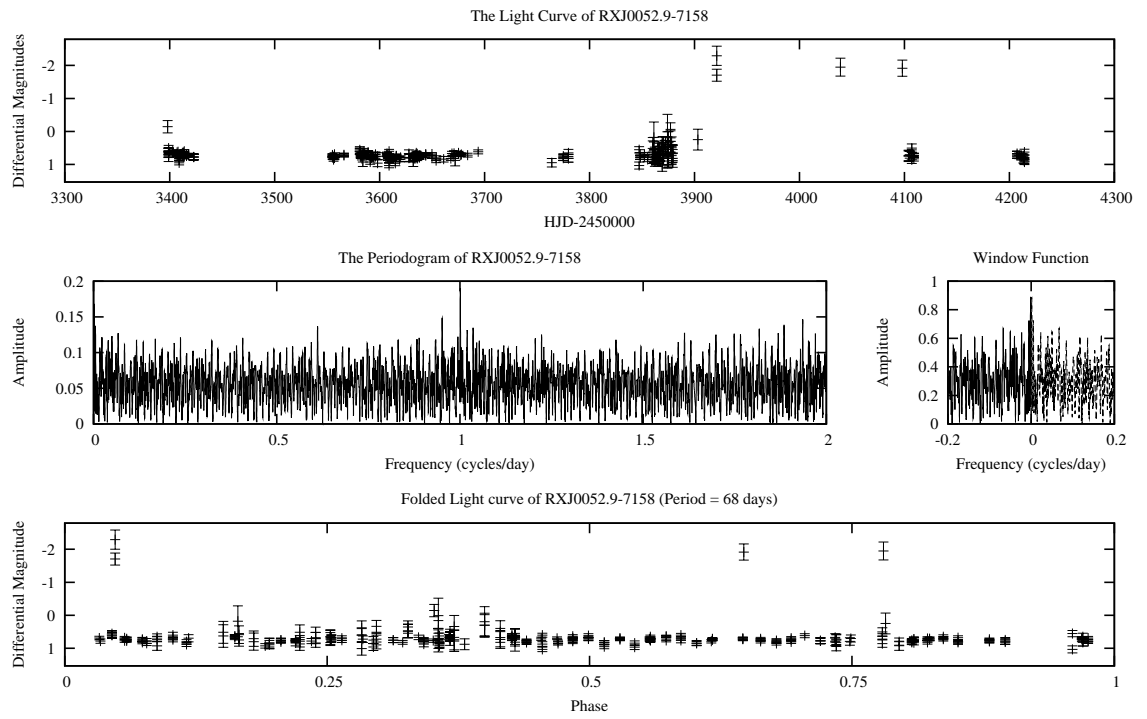 The Light Curve of RXJ0052.9-7158
Differential Magnitudes
-2
-1
0
1
3300 3400 3500 3600 3700 3800 3900 4000 4100 4200 4300
HJD-2450000
The Periodogram of RXJ0052.9-7158
Amplitude
0.2
0.15
0.1
0.05
0
0 0.5 1 1.5 2
Frequency (cycles/day)
Window Function
Amplitude
1
0.8
0.6
0.4
0.2
0
-0.2 -0.1 0 0.1 0.2
Frequency (cycles/day)
Folded Light curve of RXJ0052.9-7158 (Period = 68 days)
Differential Magnitude
-2
-1
0
1
0 0.25 0.5 0.75 1
Phase